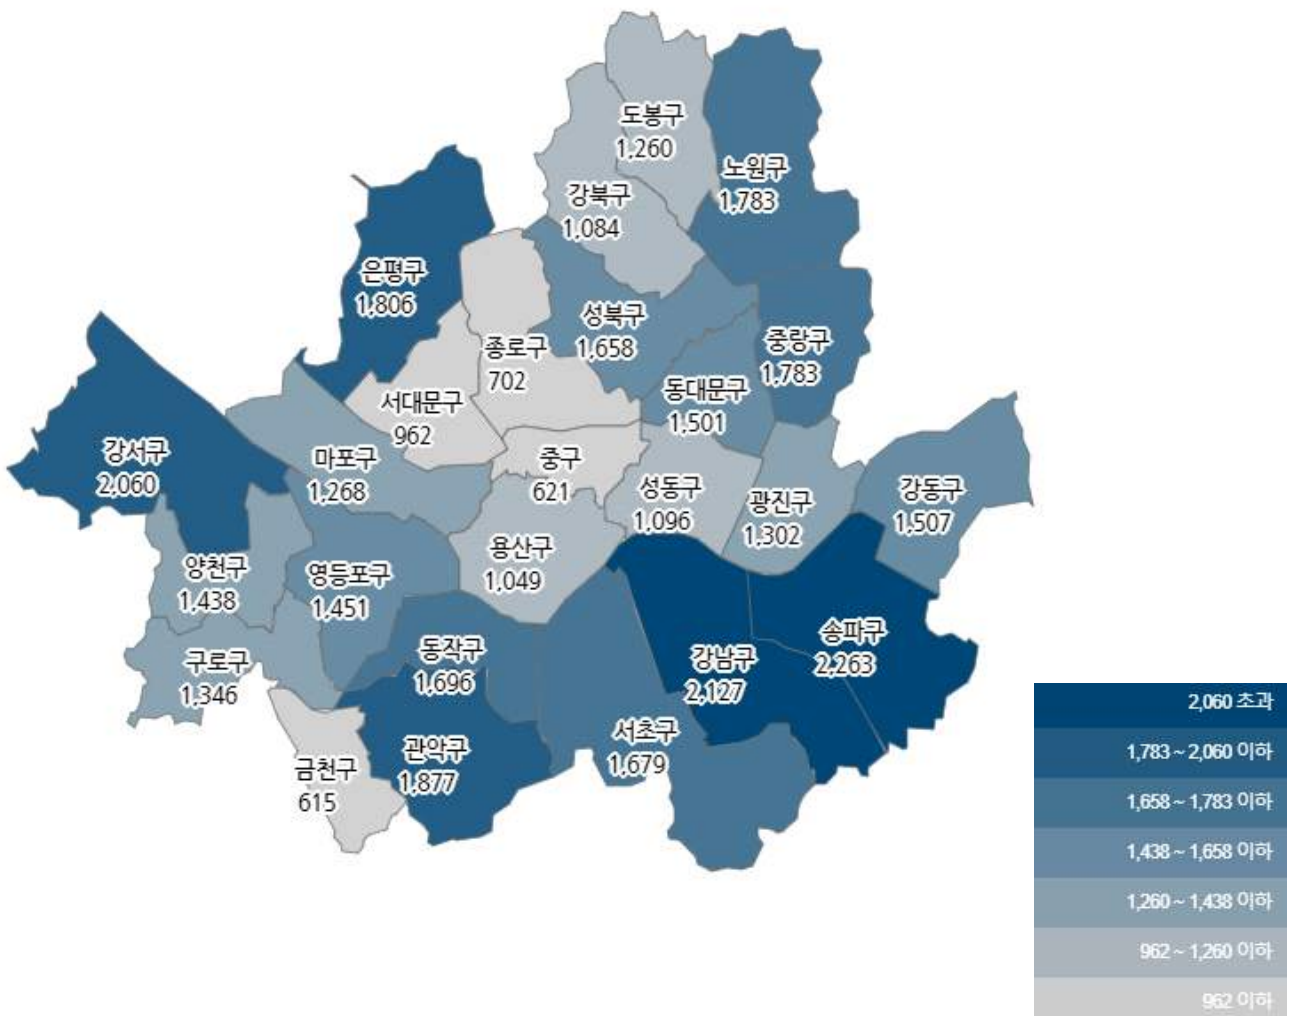 도봉구
1,260
노원구
1,783
강북구
1,084
은평구
1,806
성북구
1,658
종로구
702
중랑구
1,783
서대문구
962
동대문구
1,501
강서구
2,060
마포구
1,268
중구
621
성동구
1,096
광진구
1,302
강동구
1,507
양천구
1,438
영등포구
1,451
용산구
1,049
구로구
1,346
동작구
1,696
강남구
2,127
송파구
2,263
금천구
615
관악구
1,877
서초구
1,679
2,060 초과
1,783 ~ 2,060 이하
1,658 ~ 1,783 이하
1,438 ~ 1,658 이하
1,260 ~ 1,438 이하
962 ~ 1,260 이하
962 이하